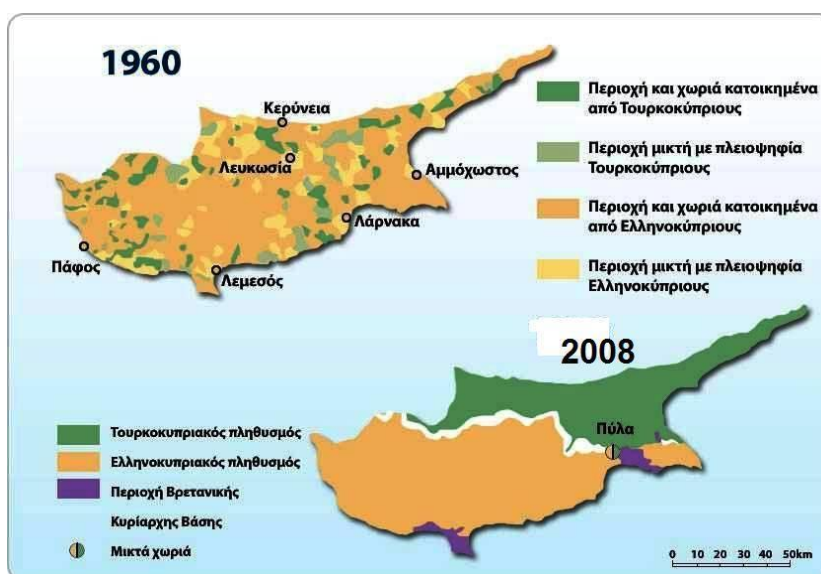 1960
Κερύνεια
Λευκωσία
Αμμόχωστος
Λάρνακα
Πάφος
Λεμεσός
Περιοχή και χωριά κατοικημένα
από Τουρκοκύπριους
Περιοχή μικτή με πλειοψηφία
Τουρκοκύπριους
Περιοχή και χωριά κατοικημένα
από Ελληνοκύπριους
Περιοχή μικτή με πλειοψηφία
Ελληνοκύπριους
2008
Πύλα
Τουρκοκυπριακός πληθυσμός
Ελληνοκυπριακός πληθυσμός
Περιοχή Βρετανικής
Κυρίαρχης Βάσης
Μικτά χωριά
0 10 20 30 40 50km